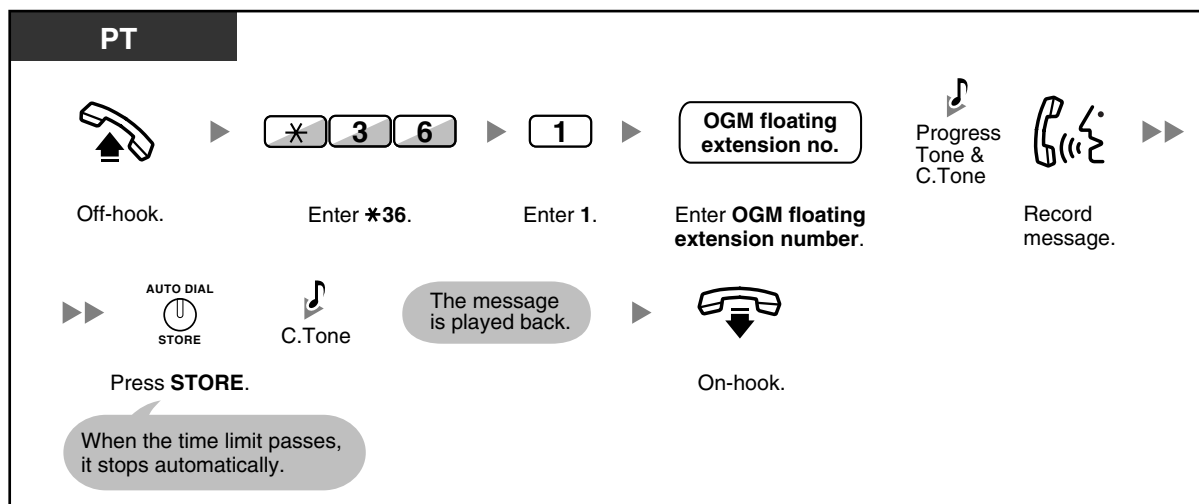 PT
✳ 3 6
1
OGM floating
extension no.
Progress
Tone &
C.Tone
Off-hook.
Enter ✳36.
Enter 1.
Enter OGM floating
extension number.
Record
message.
AUTO DIAL
STORE
C.Tone
The message
is played back.
Press STORE.
On-hook.
When the time limit passes,
it stops automatically.